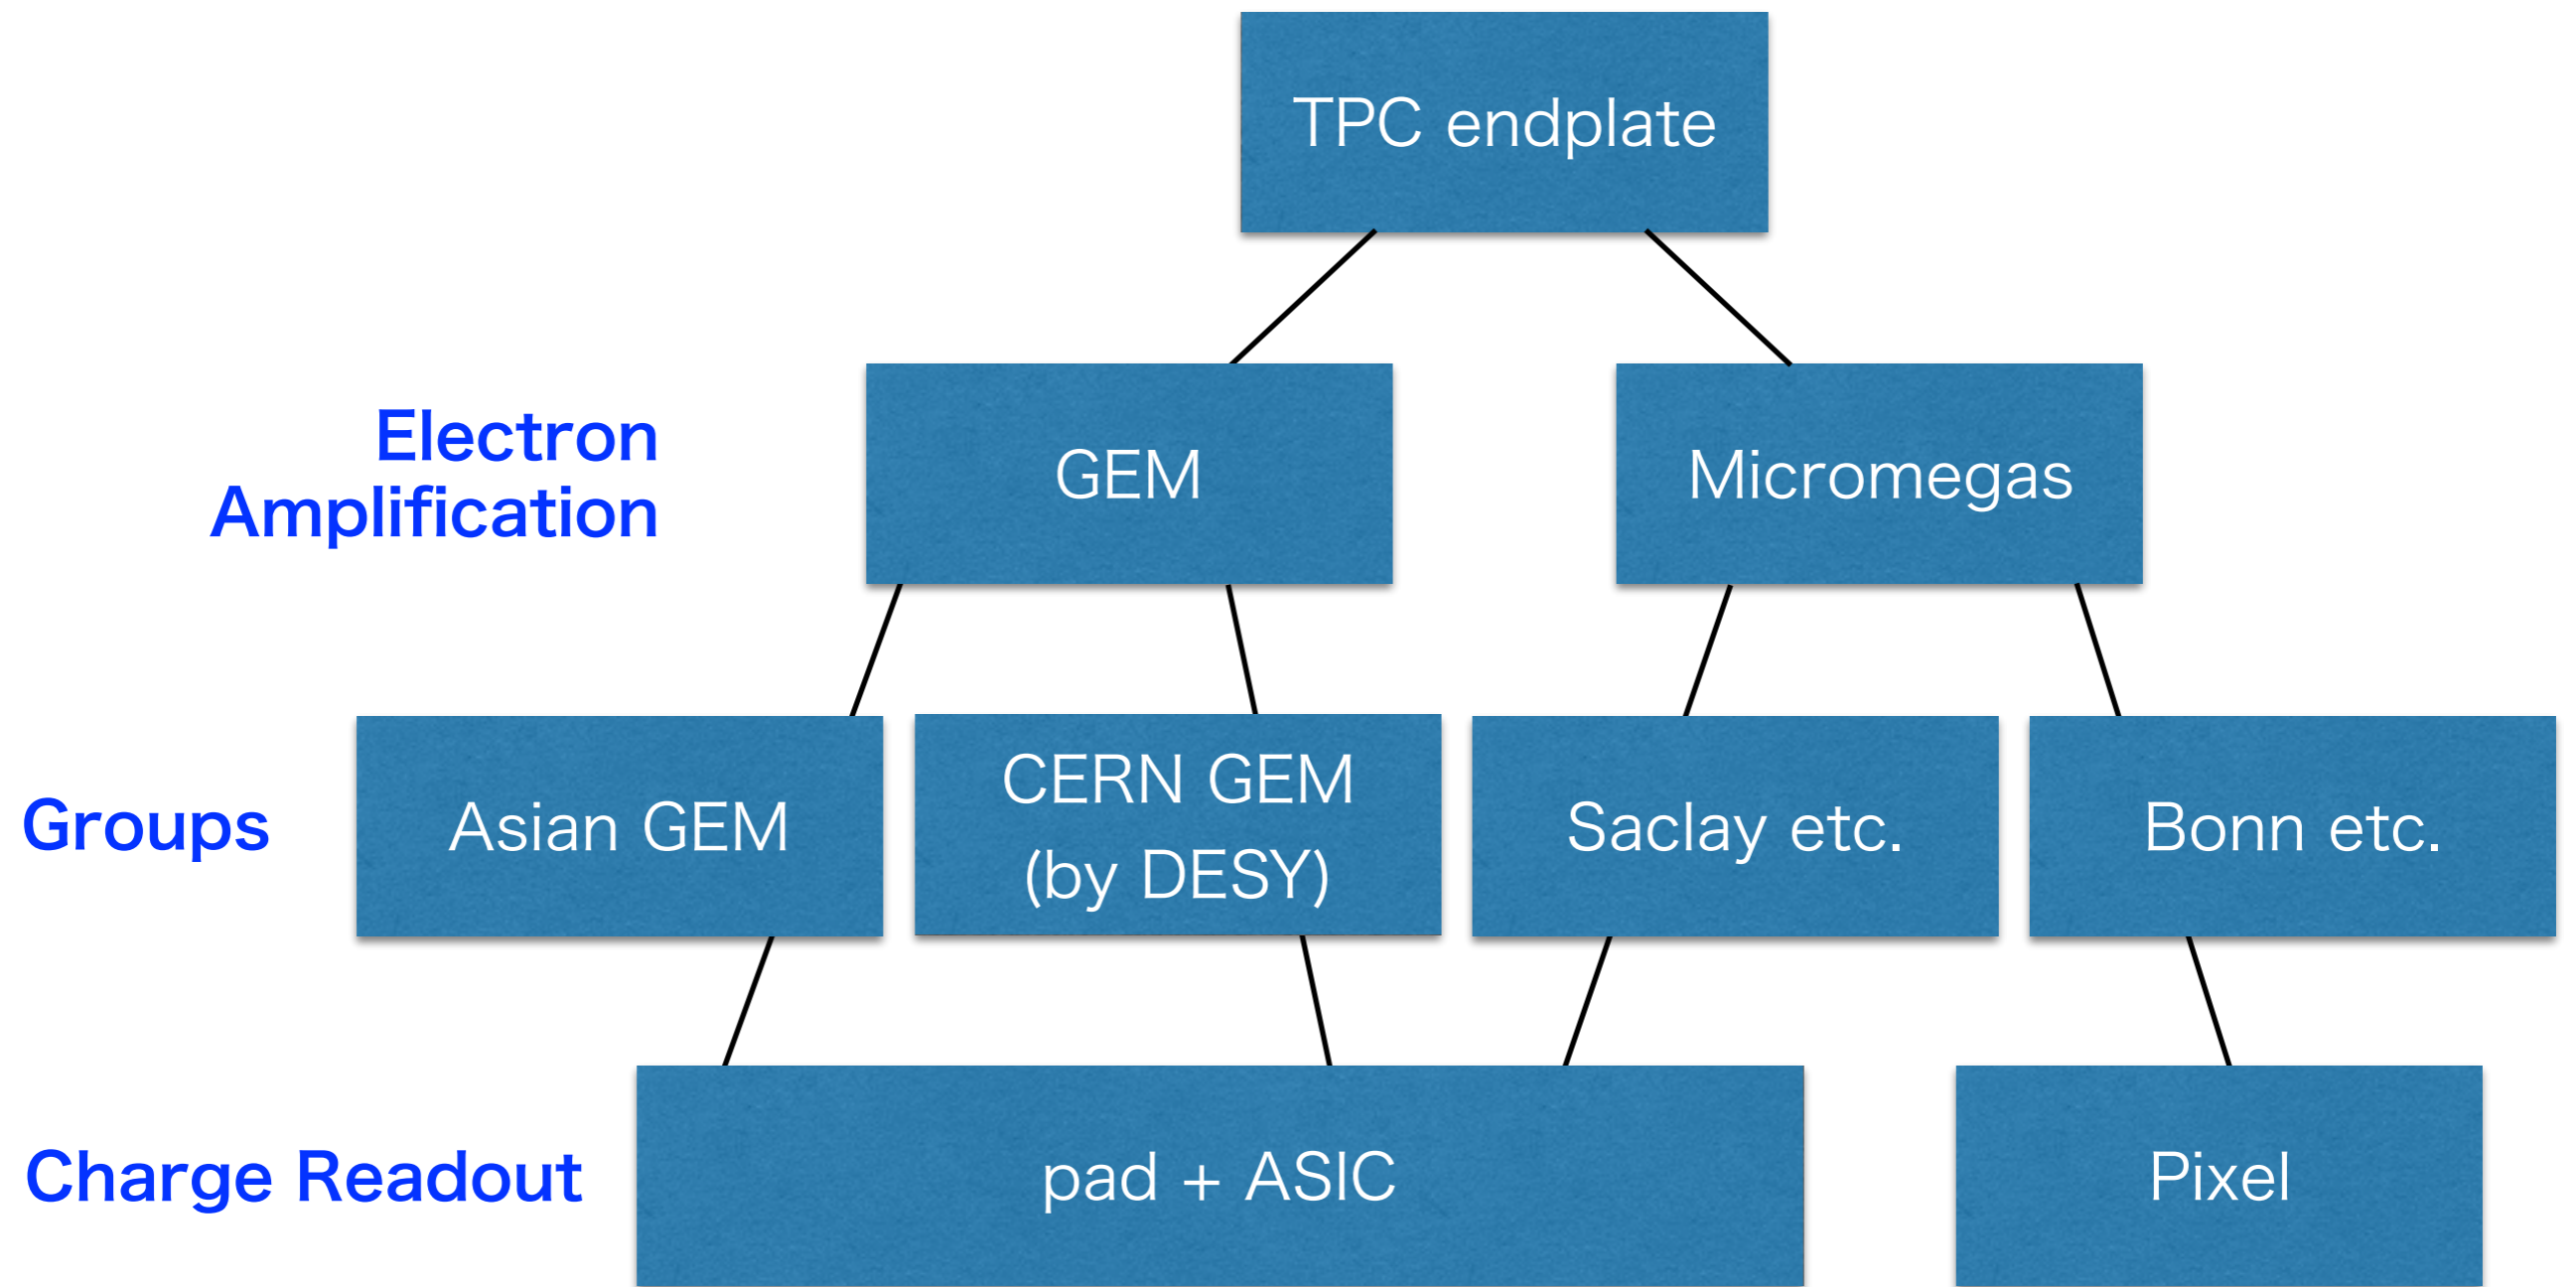 TPC endplate
Electron
Amplification
GEM
Micromegas
Groups
Asian GEM
CERN GEM
(by DESY)
Saclay etc.
Bonn etc.
Charge Readout
pad + ASIC
Pixel